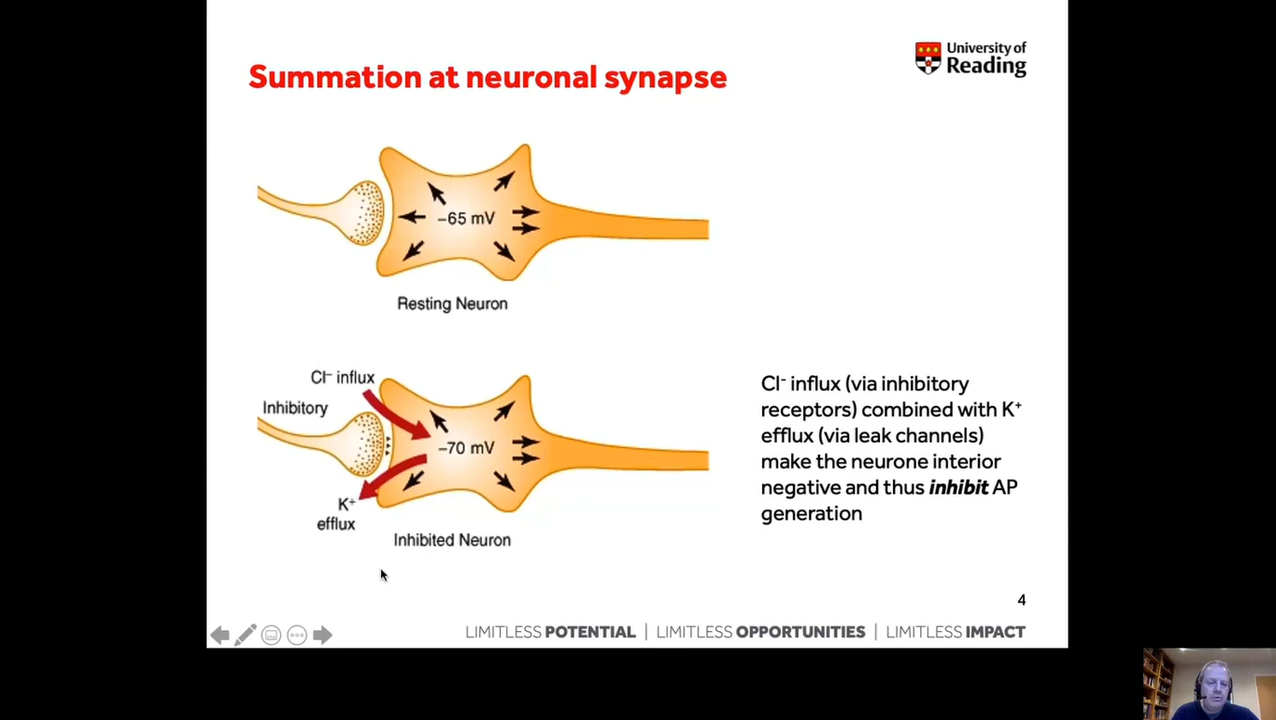 University of
Reading
Summation at neuronal synapse
–65 mV
Resting Neuron
Cl⁻ influx
Inhibitory
–70 mV
K⁺
efflux
Inhibited Neuron
Cl⁻ influx (via inhibitory
receptors) combined with K⁺
efflux (via leak channels)
make the neurone interior
negative and thus inhibit AP
generation
4
LIMITLESS POTENTIAL | LIMITLESS OPPORTUNITIES | LIMITLESS IMPACT